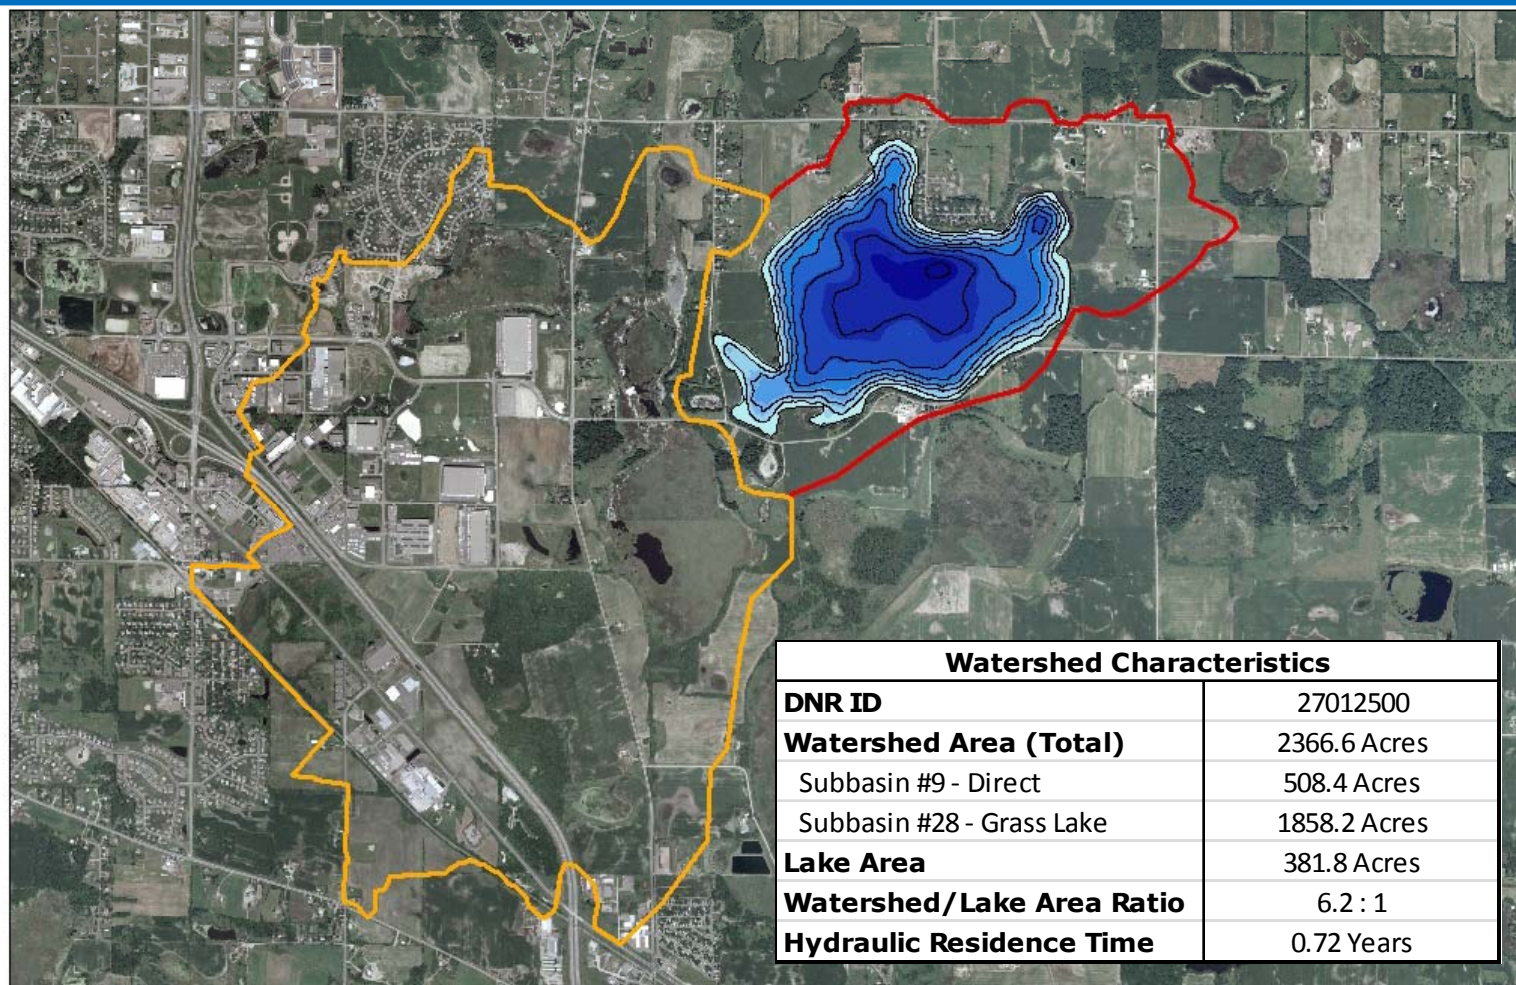 Watershed Characteristics
DNR ID 27012500
Watershed Area (Total) 2366.6 Acres
Subbasin #9 - Direct 508.4 Acres
Subbasin #28 - Grass Lake 1858.2 Acres
Lake Area 381.8 Acres
Watershed/Lake Area Ratio 6.2 : 1
Hydraulic Residence Time 0.72 Years